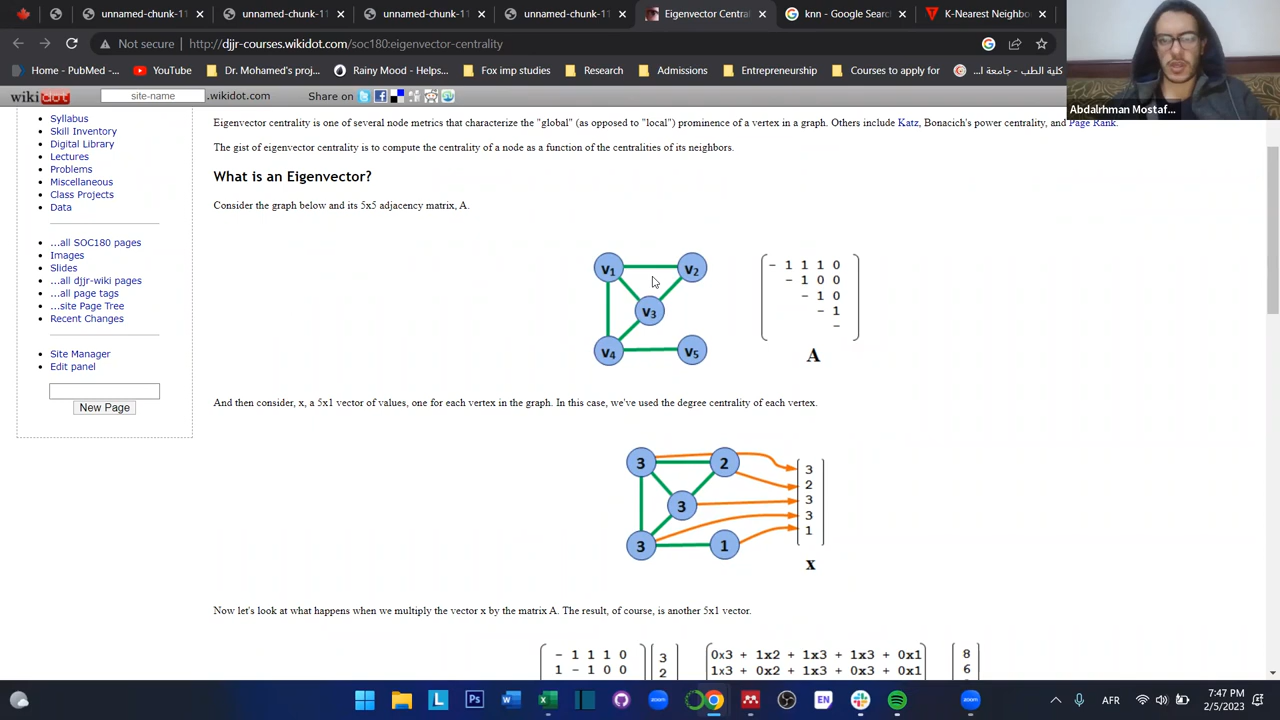 unnamed-chunk-11
unnamed-chunk-11
unnamed-chunk-11
unnamed-chunk-11
Eigenvector Centr
knn - Google Sear
K-Nearest Neighbo
Not secure
http://djjr-courses.wikidot.com/soc180:eigenvector-centrality
Home - PubMed -
YouTube
Dr. Mohamed's proj...
Rainy Mood - Helps...
Fox imp studies
Research
Admissions
Entrepreneurship
Courses to apply for
كلية الطب - جامعة ا...
Abdalrhman Mostaf...
wikidot
site-name
.wikidot.com
Share on
Syllabus
Skill Inventory
Digital Library
Lectures
Problems
Miscellaneous
Class Projects
Data
...all SOC180 pages
Images
Slides
...all djjr-wiki pages
...all page tags
...site Page Tree
Recent Changes
Site Manager
Edit panel
New Page
Eigenvector centrality is one of several node metrics that characterize the "global" (as opposed to "local") prominence of a vertex in a graph. Others include Katz, Bonacich's power centrality, and Page Rank.
The gist of eigenvector centrality is to compute the centrality of a node as a function of the centralities of its neighbors.
What is an Eigenvector?
Consider the graph below and its 5x5 adjacency matrix, A.
v1
v2
v3
v4
v5
- 1 1 1 0
- 1 0 0
- 1 0
- 1
-
A
And then consider, x, a 5x1 vector of values, one for each vertex in the graph. In this case, we've used the degree centrality of each vertex.
3
2
3
3
1
3
2
3
3
1
x
Now let's look at what happens when we multiply the vector x by the matrix A. The result, of course, is another 5x1 vector.
- 1 1 1 0
1 - 1 0 0
3
2
0x3 + 1x2 + 1x3 + 1x3 + 0x1
1x3 + 0x2 + 1x3 + 0x3 + 0x1
8
6
L
Ps
W
EN
zoom
zoom
AFR
7:47 PM
2/5/2023